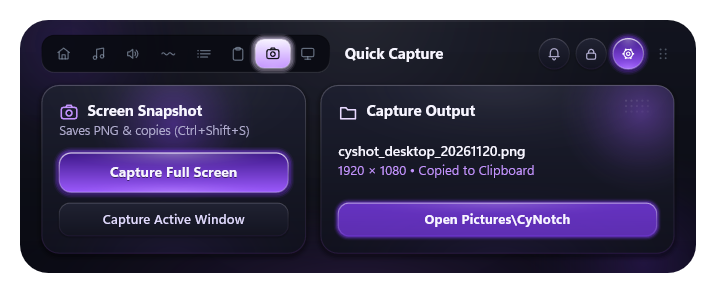 Quick Capture
Screen Snapshot
Saves PNG & copies (Ctrl+Shift+S)
Capture Full Screen
Capture Active Window
Capture Output
cyshot_desktop_20261120.png
1920 × 1080 • Copied to Clipboard
Open Pictures\CyNotch